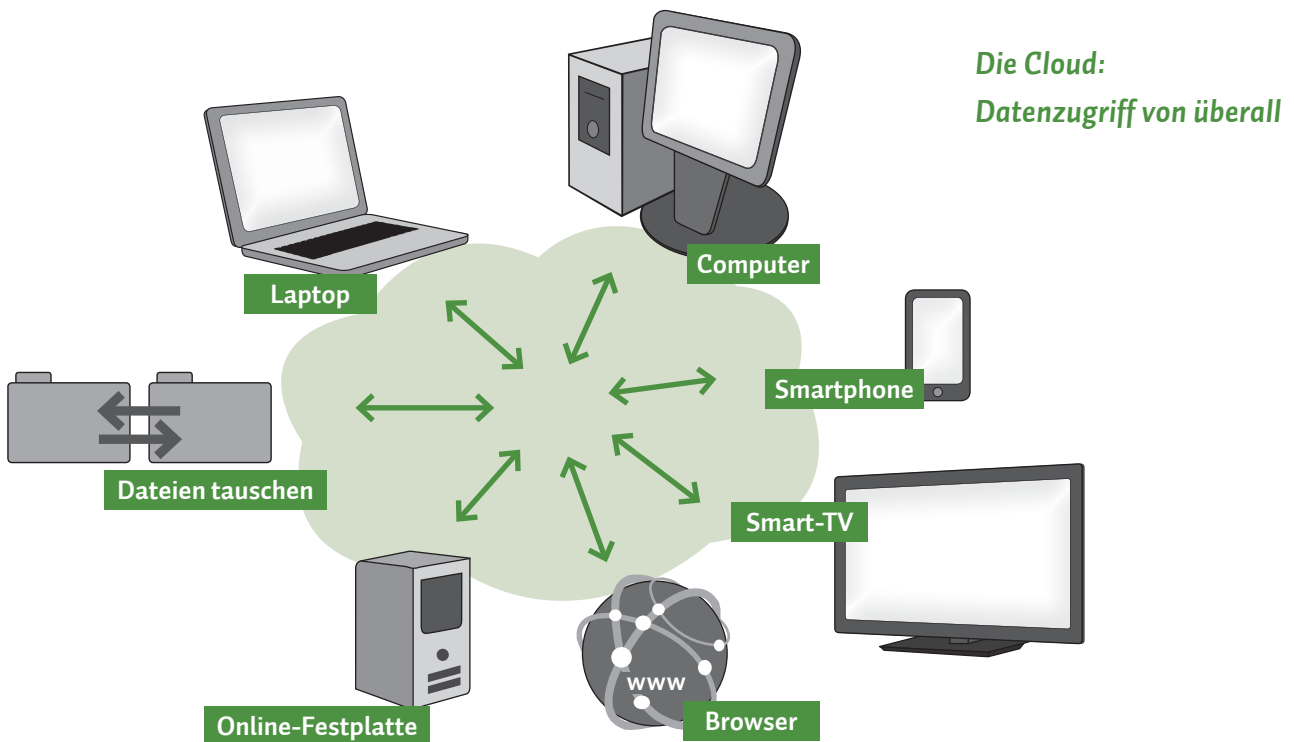 Die Cloud:
Datenzugriff von überall
Computer
Laptop
Smartphone
Dateien tauschen
Smart-TV
www
Browser
Online-Festplatte